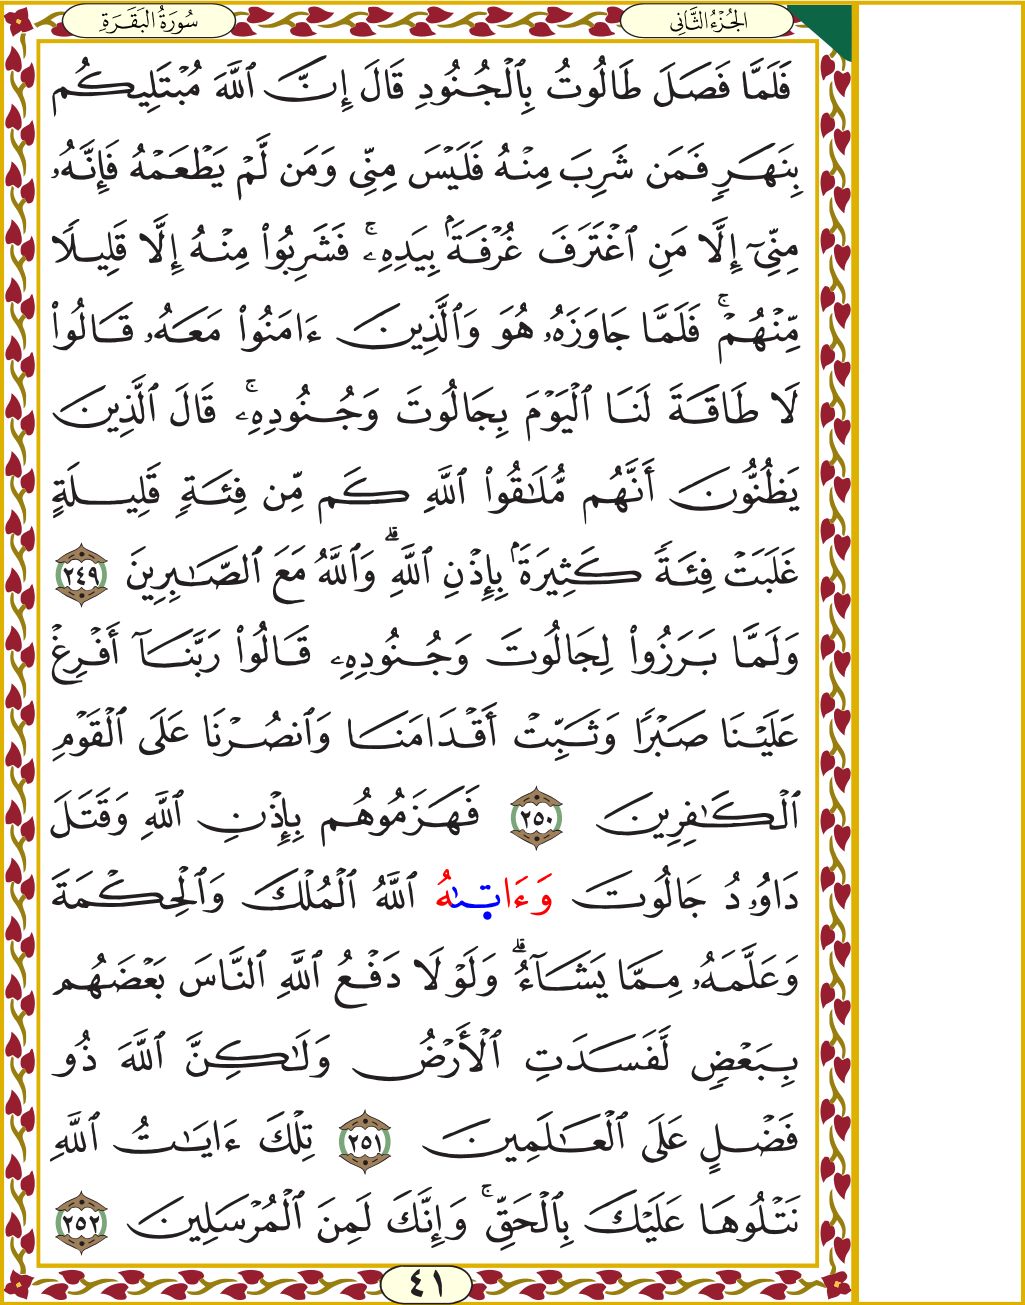 الجُزْءُ الثَّانِي
سُورَةُ البَقَرَةِ
فَلَمَّا فَصَلَ طَالُوتُ بِٱلْجُنُودِ قَالَ إِنَّ ٱللَّهَ مُبْتَلِيكُم
بِنَهَرٍ فَمَن شَرِبَ مِنْهُ فَلَيْسَ مِنِّى وَمَن لَّمْ يَطْعَمْهُ فَإِنَّهُۥ
مِنِّىٓ إِلَّا مَنِ ٱغْتَرَفَ غُرْفَةَۢ بِيَدِهِۦ ۚ فَشَرِبُوا۟ مِنْهُ إِلَّا قَلِيلًا
مِّنْهُمْ ۚ فَلَمَّا جَاوَزَهُۥ هُوَ وَٱلَّذِينَ ءَامَنُوا۟ مَعَهُۥ قَالُوا۟
لَا طَاقَةَ لَنَا ٱلْيَوْمَ بِجَالُوتَ وَجُنُودِهِۦ ۚ قَالَ ٱلَّذِينَ
يَظُنُّونَ أَنَّهُم مُّلَٰقُوا۟ ٱللَّهِ كَم مِّن فِئَةٍ قَلِيلَةٍ
غَلَبَتْ فِئَةً كَثِيرَةَۢ بِإِذْنِ ٱللَّهِ ۗ وَٱللَّهُ مَعَ ٱلصَّٰبِرِينَ ٢٤٩
وَلَمَّا بَرَزُوا۟ لِجَالُوتَ وَجُنُودِهِۦ قَالُوا۟ رَبَّنَآ أَفْرِغْ
عَلَيْنَا صَبْرًا وَثَبِّتْ أَقْدَامَنَا وَٱنصُرْنَا عَلَى ٱلْقَوْمِ
ٱلْكَٰفِرِينَ ٢٥٠ فَهَزَمُوهُم بِإِذْنِ ٱللَّهِ وَقَتَلَ
دَاوُۥدُ جَالُوتَ وَءَاتٜىٰهُ ٱللَّهُ ٱلْمُلْكَ وَٱلْحِكْمَةَ
وَعَلَّمَهُۥ مِمَّا يَشَآءُ ۗ وَلَوْلَا دَفْعُ ٱللَّهِ ٱلنَّاسَ بَعْضَهُم
بِبَعْضٍ لَّفَسَدَتِ ٱلْأَرْضُ وَلَٰكِنَّ ٱللَّهَ ذُو
فَضْلٍ عَلَى ٱلْعَٰلَمِينَ ٢٥١ تِلْكَ ءَايَٰتُ ٱللَّهِ
نَتْلُوهَا عَلَيْكَ بِٱلْحَقِّ ۚ وَإِنَّكَ لَمِنَ ٱلْمُرْسَلِينَ ٢٥٢
٤١